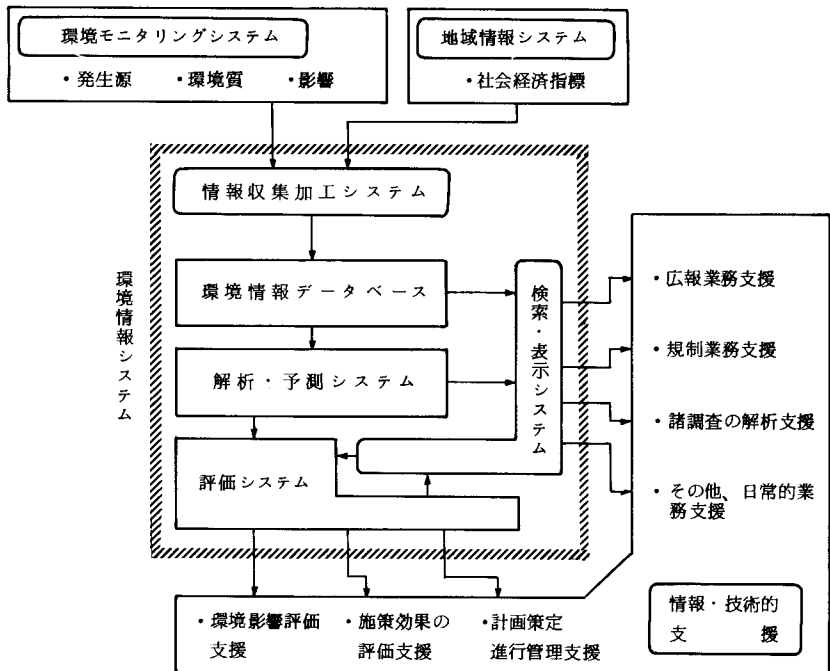 環境モニタリングシステム
・発生源 ・環境質 ・影響
地域情報システム
・社会経済指標
環境情報システム
情報収集加工システム
環境情報データベース
解析・予測システム
評価システム
検索・表示システム
・広報業務支援
・規制業務支援
・諸調査の解析支援
・その他、日常的業
務支援
・環境影響評価
支援
・施策効果の
評価支援
・計画策定
進行管理支援
情報・技術的
支援